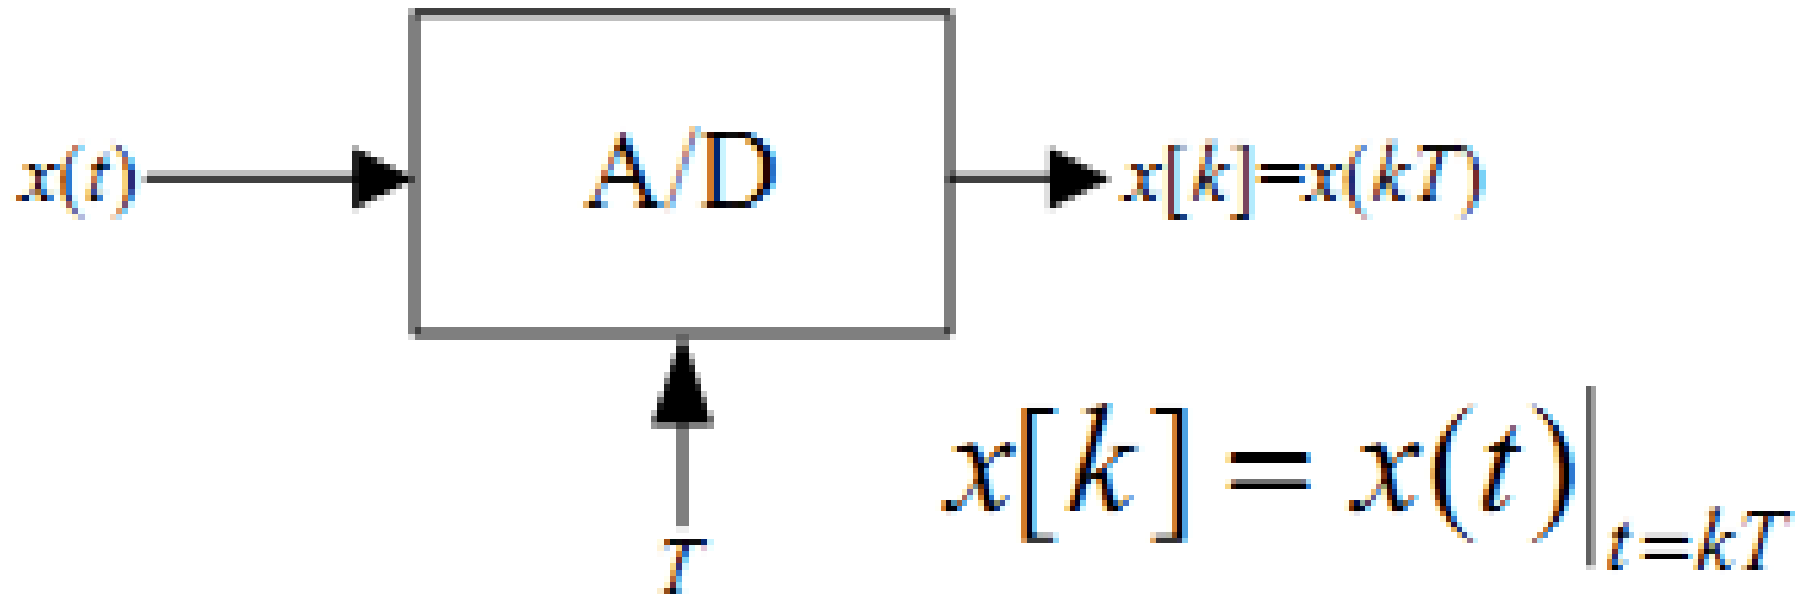 x(t)
A/D
x[k]=x(kT)
T
x[k] = x(t)|t=kT